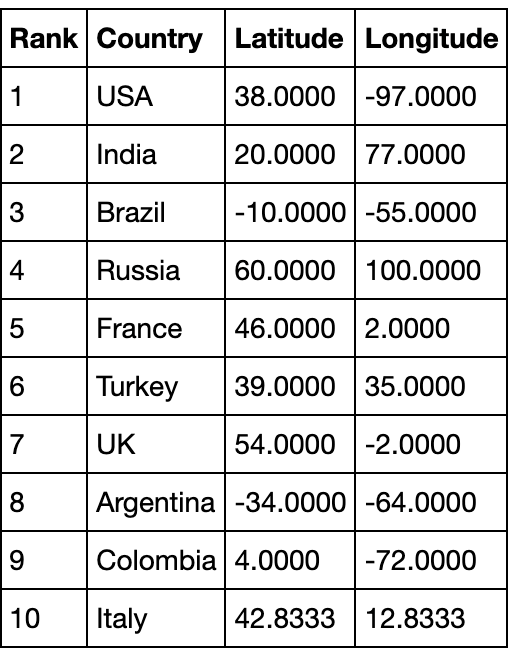 Rank Country Latitude Longitude
1 USA 38.0000 -97.0000
2 India 20.0000 77.0000
3 Brazil -10.0000 -55.0000
4 Russia 60.0000 100.0000
5 France 46.0000 2.0000
6 Turkey 39.0000 35.0000
7 UK 54.0000 -2.0000
8 Argentina -34.0000 -64.0000
9 Colombia 4.0000 -72.0000
10 Italy 42.8333 12.8333